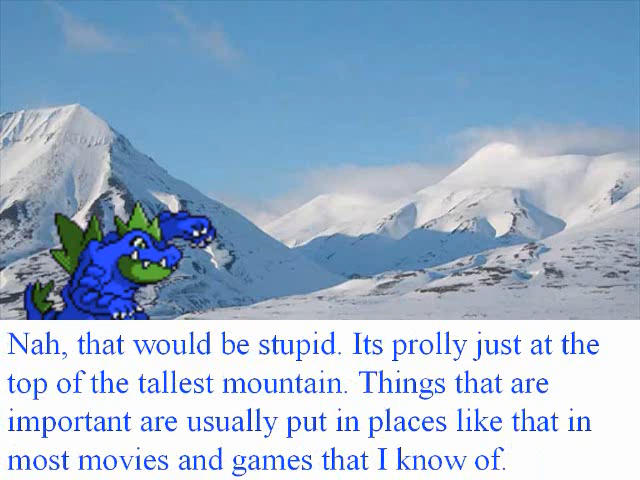 Nah, that would be stupid. Its prolly just at the
top of the tallest mountain. Things that are
important are usually put in places like that in
most movies and games that I know of.